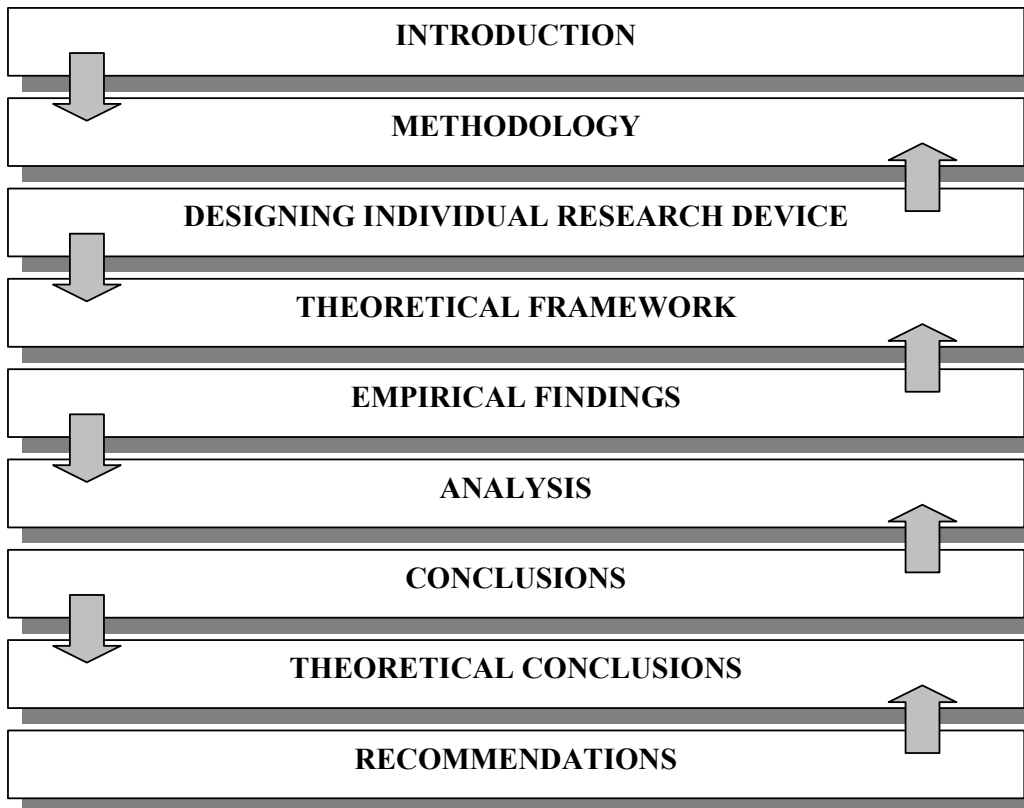 INTRODUCTION
METHODOLOGY
DESIGNING INDIVIDUAL RESEARCH DEVICE
THEORETICAL FRAMEWORK
EMPIRICAL FINDINGS
ANALYSIS
CONCLUSIONS
THEORETICAL CONCLUSIONS
RECOMMENDATIONS